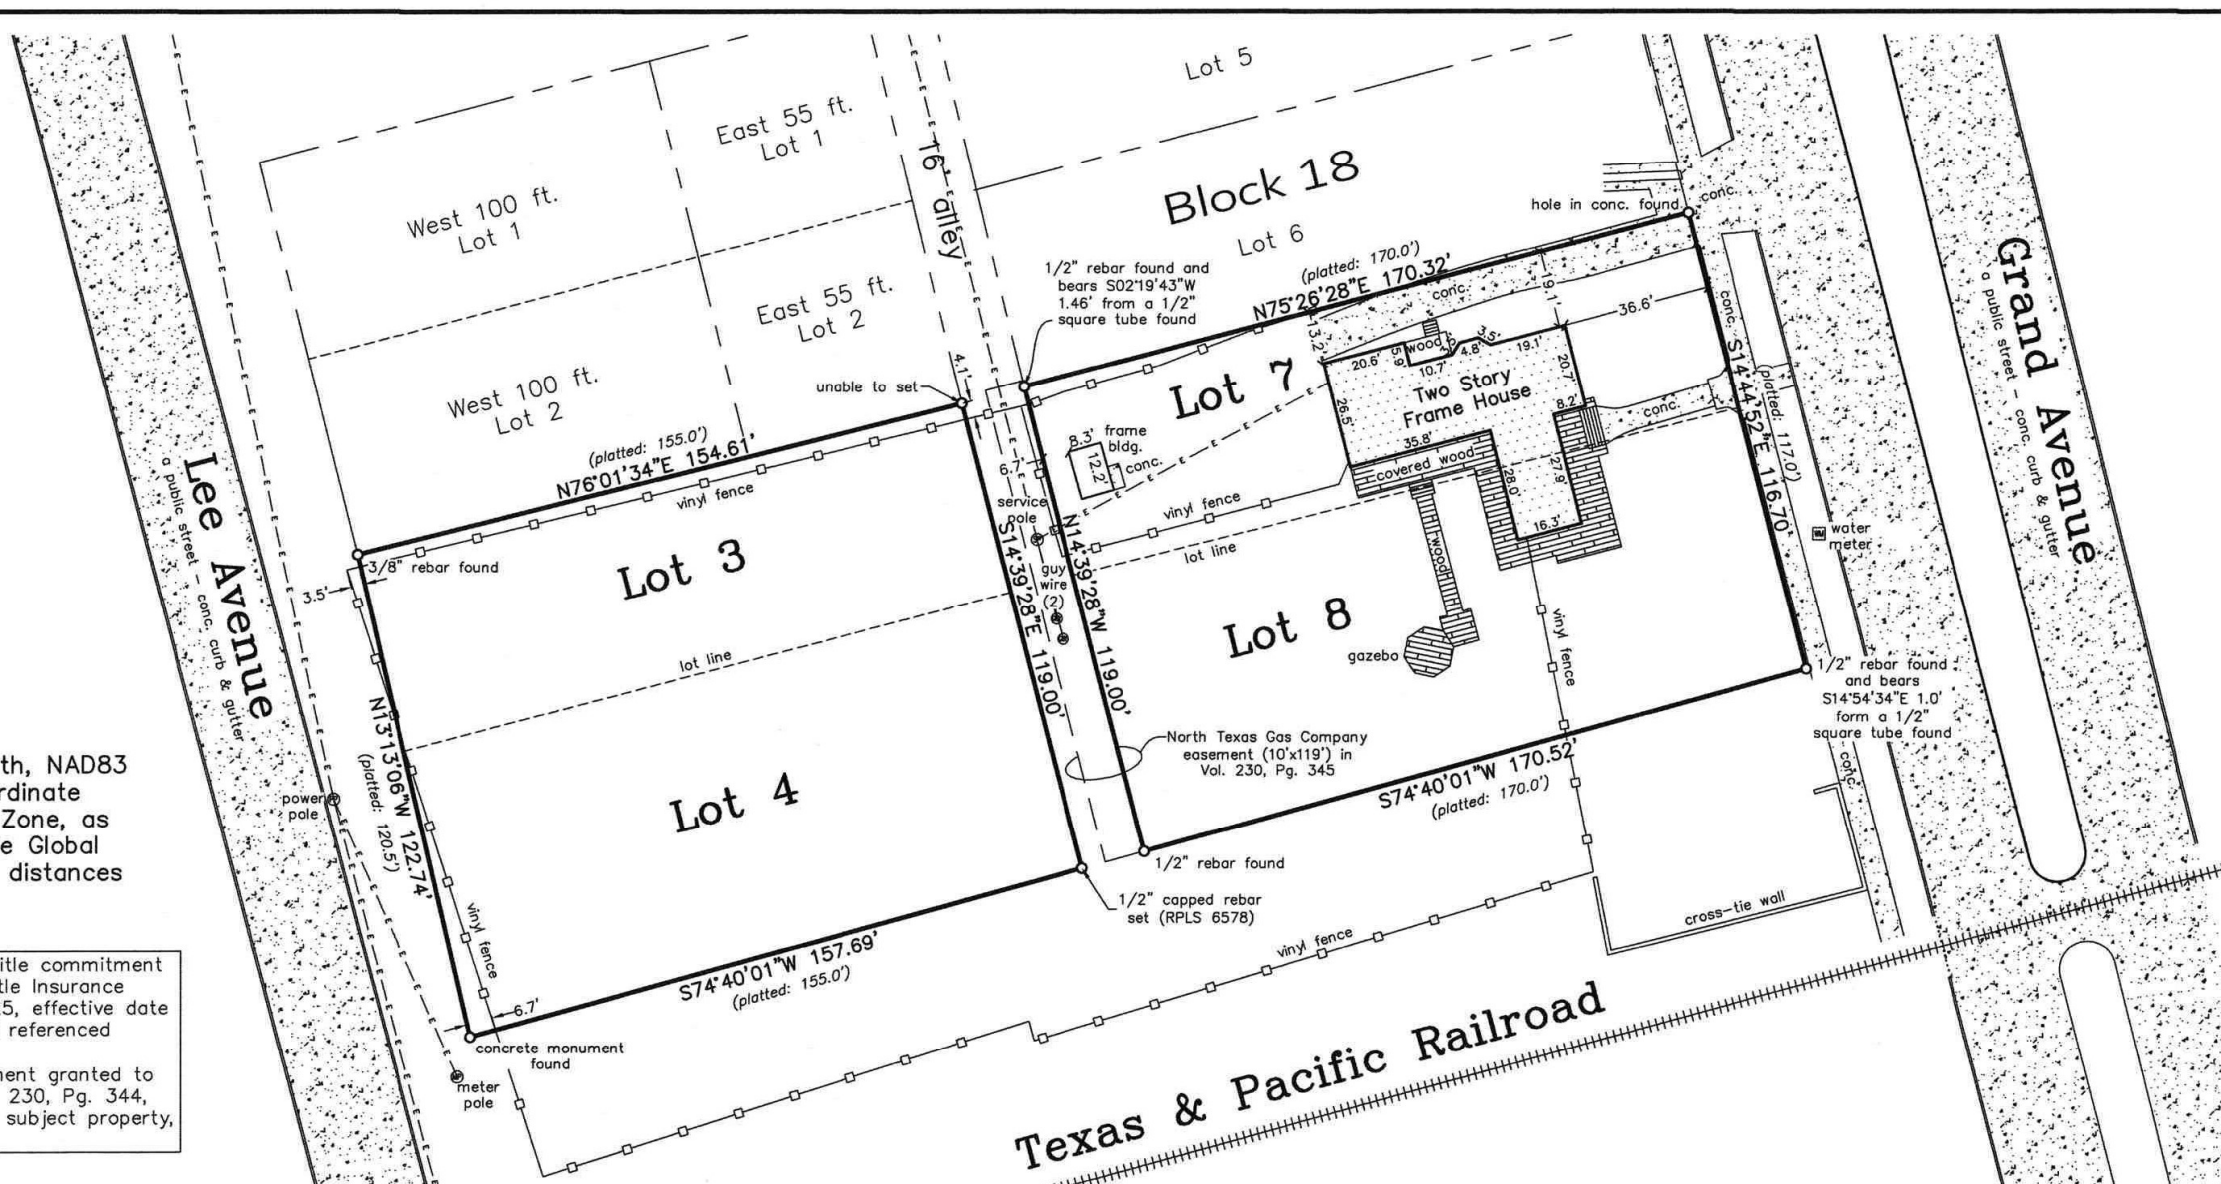 Lot 5
East 55 ft.
Lot 1
16' alley
Block 18
Lot 6
West 100 ft.
Lot 1
hole in conc. found
conc.
1/2" rebar found and
bears S02°19'43"W
1.46' from a 1/2"
square tube found
(platted: 170.0')
N75°26'28"E 170.32'
conc.
East 55 ft.
Lot 2
Grand Avenue
a public street - conc. curb & gutter
13.2'
9.1'
36.6'
West 100 ft.
Lot 2
unable to set
4.1'
Lot 7
20.6'
5.9'
wood
10.7'
4.8'
3.5'
19.1'
20.7'
Two Story
Frame House
26.5'
8.2'
conc.
conc.
S14°44'52"E 116.70'
(platted: 117.0')
(platted: 155.0')
N76°01'34"E 154.61'
vinyl fence
8.3'
frame
bldg.
12.2'
conc.
6.7'
35.8'
covered wood
28.0'
27.9'
16.3'
service
pole
vinyl fence
lot line
wood
Lee Avenue
a public street - conc. curb & gutter
water
meter
3/8" rebar found
3.5'
Lot 3
S14°39'28"E 119.00'
N14°39'28"W 119.00'
guy
wire
(2)
Lot 8
gazebo
vinyl fence
lot line
1/2" rebar found
and bears
S14°54'34"E 1.0'
form a 1/2"
square tube found
conc.
N13°13'06"W 122.74'
(platted: 120.5')
North Texas Gas Company
easement (10'x119') in
Vol. 230, Pg. 345
S74°40'01"W 170.52'
(platted: 170.0')
th, NAD83
rdinate
Zone, as
e Global
distances
power
pole
Lot 4
1/2" rebar found
1/2" capped rebar
set (RPLS 6578)
cross-tie wall
vinyl fence
vinyl fence
S74°40'01"W 157.69'
(platted: 155.0')
6.7'
itle commitment
tle Insurance
5, effective date
referenced
ment granted to
230, Pg. 344,
subject property,
concrete monument
found
meter
pole
Texas & Pacific Railroad